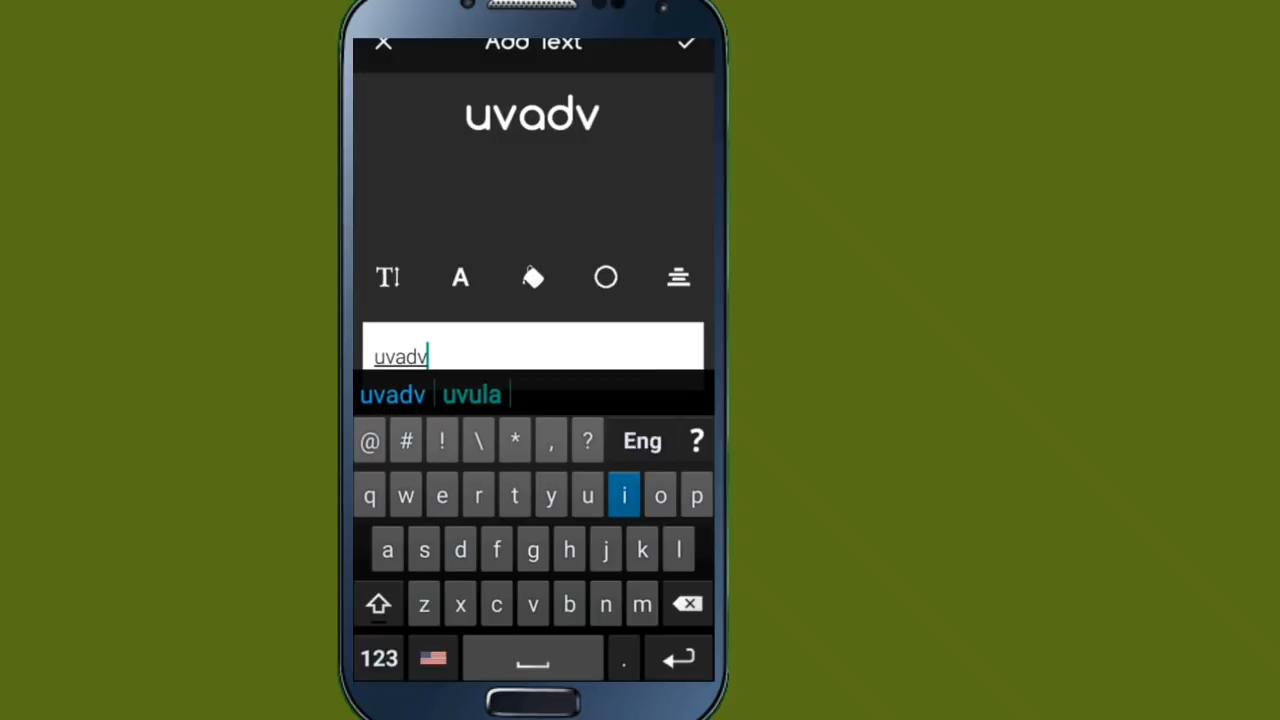 Add Text
uvadv
T A
uvadv
uvadv uvula
@ # ! \ * , ? Eng ?
q w e r t y u i o p
a s d f g h j k l
z x c v b n m
123 .